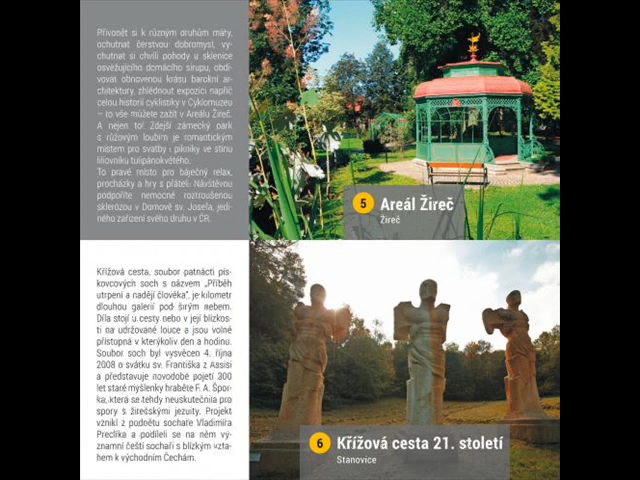 Přivonět si k různým druhům máty,
ochutnat čerstvou dobromysl, vy-
chutnat si chvíli pohody u sklenice
osvěžujícího domácího sirupu, obdi-
vovat obnovenou krásu barokní ar-
chitektury, zhlédnout expozici napříč
celou historií cyklistiky v Cyklomuzeu
– to vše můžete zažít v Areálu Žireč.
A nejen to! Zdejší zámecký park
s růžovým loubím je romantickým
místem pro svatby i pikniky ve stínu
liliovníku tulipánokvětého.
To pravé místo pro báječný relax,
procházky a hry s přáteli. Návštěvou
podpoříte nemocné roztroušenou
sklerózou v Domově sv. Josefa, jedi-
ného zařízení svého druhu v ČR.
5 Areál Žireč
Žireč
Křížová cesta, soubor patnácti pís-
kovcových soch s názvem „Příběh
utrpení a nadějí člověka", je kilometr
dlouhou galerií pod širým nebem.
Díla stojí u cesty nebo v její blízkos-
ti na udržované louce a jsou volně
přístupná v kterýkoliv den a hodinu.
Soubor soch byl vysvěcen 4. října
2008 o svátku sv. Františka z Assisi
a představuje novodobé pojetí 300
let staré myšlenky hraběte F. A. Špor-
ka, která se tehdy neuskutečnila pro
spory s žirečskými jezuity. Projekt
vznikl z podnětu sochaře Vladimíra
Preclíka a podíleli se na něm vý-
znamní čeští sochaři s blízkým vzta-
hem k východním Čechám.
6 Křížová cesta 21. století
Stanovice